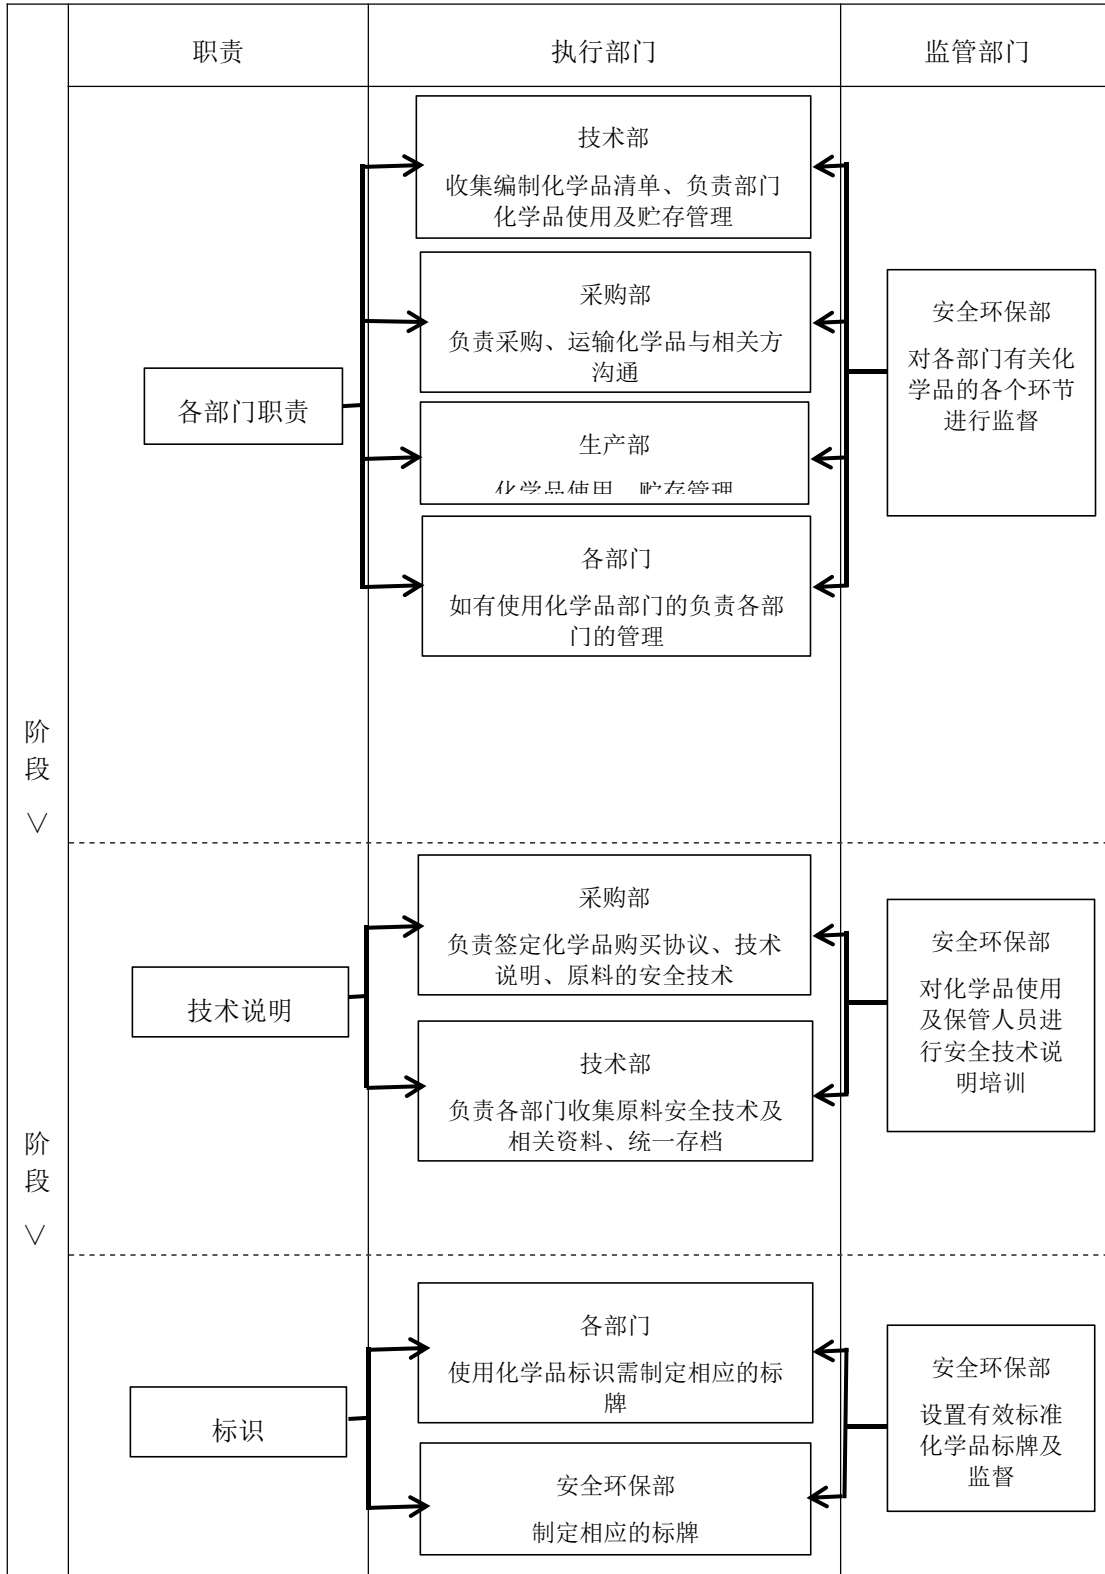 职责
执行部门
监管部门
技术部
收集编制化学品清单、负责部门
化学品使用及贮存管理
采购部
负责采购、运输化学品与相关方
沟通
各部门职责
生产部
化学品使用、贮存管理
各部门
如有使用化学品部门的负责各部
门的管理
安全环保部
对各部门有关化
学品的各个环节
进行监督
阶
段
∨
采购部
负责签定化学品购买协议、技术
说明、原料的安全技术
技术说明
技术部
负责各部门收集原料安全技术及
相关资料、统一存档
安全环保部
对化学品使用
及保管人员进
行安全技术说
明培训
阶
段
∨
各部门
使用化学品标识需制定相应的标
牌
标识
安全环保部
制定相应的标牌
安全环保部
设置有效标准
化学品标牌及
监督